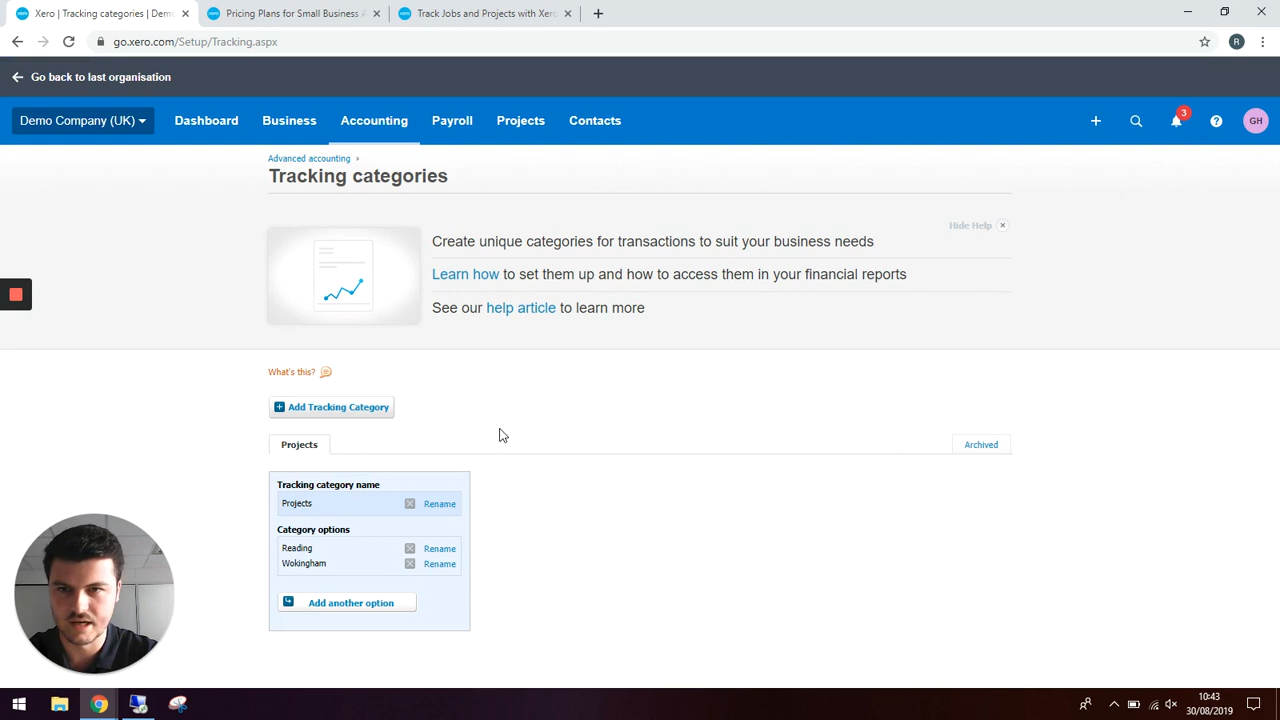 Xero | Tracking categories | Demo
Pricing Plans for Small Business A
Track Jobs and Projects with Xero
go.xero.com/Setup/Tracking.aspx
R
Go back to last organisation
Demo Company (UK)
Dashboard
Business
Accounting
Payroll
Projects
Contacts
3
GH
Advanced accounting ›
Tracking categories
Hide Help
Create unique categories for transactions to suit your business needs
Learn how to set them up and how to access them in your financial reports
See our help article to learn more
What's this?
Add Tracking Category
Projects
Archived
Tracking category name
Projects
Rename
Category options
Reading
Rename
Wokingham
Rename
Add another option
10:43
30/08/2019